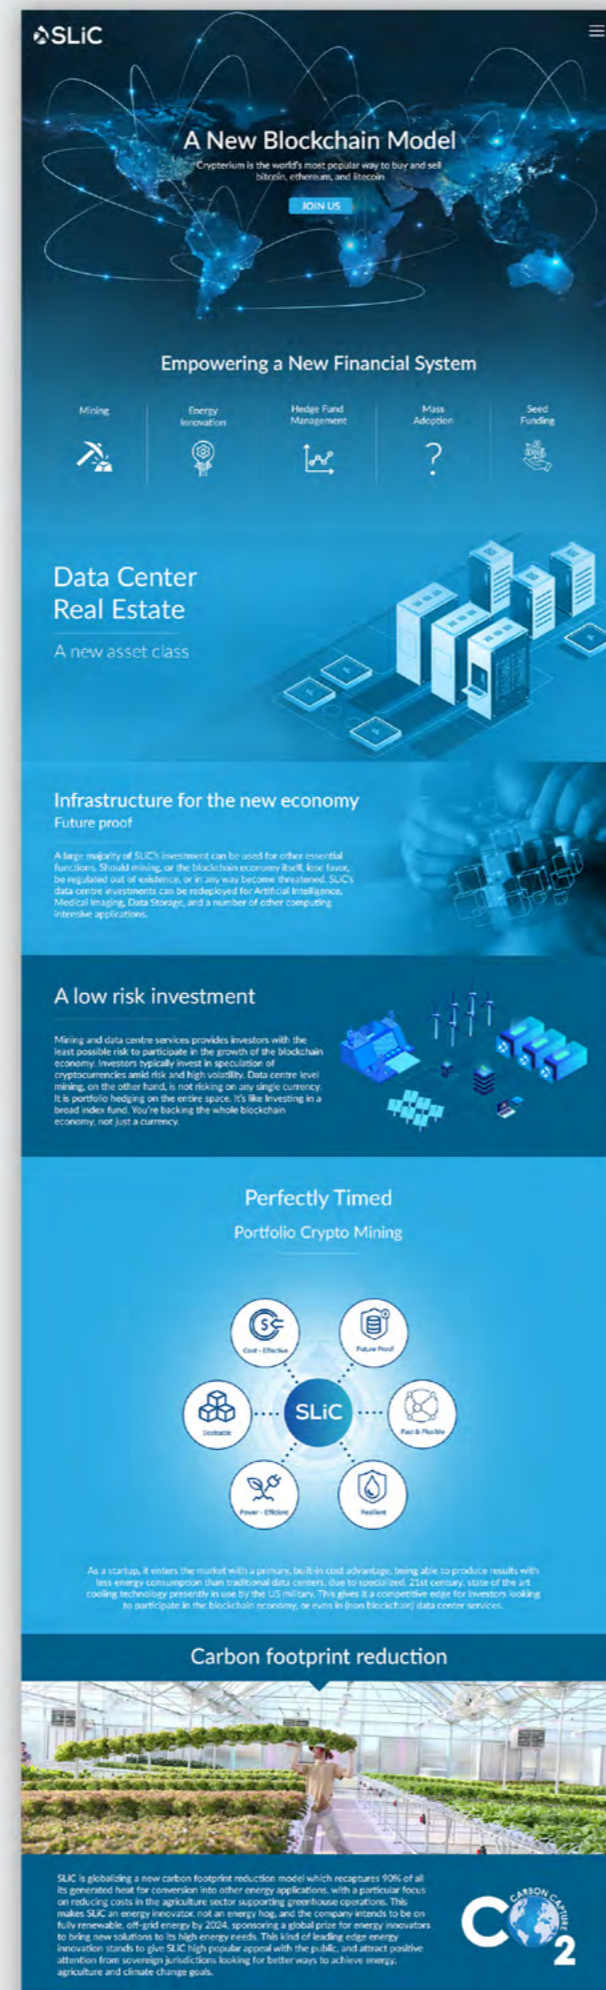 SLiC
A New Blockchain Model
Crypterium is the world's most popular way to buy and sell
bitcoin, ethereum, and litecoin
JOIN US
Empowering a New Financial System
Mining
Energy
Innovation
Hedge Fund
Management
Mass
Adoption
Seed
Funding
Data Center
Real Estate
A new asset class
Infrastructure for the new economy
Future proof
A large majority of SLiC's investment can be used for other essential
functions. Should mining, or the blockchain economy itself, lose favor,
be regulated out of existence, or in any way become threatened. SLiC's
data centre investments can be redeployed for Artificial Intelligence,
Medical Imaging, Data Storage, and a number of other computing
intensive applications.
A low risk investment
Mining and data centre services provides investors with the
least possible risk to participate in the growth of the blockchain
economy. Investors typically invest in speculation of
cryptocurrencies amid risk and high volatility. Data centre level
mining, on the other hand, is not risking on any single currency.
It is portfolio hedging on the entire space. It's like Investing in a
broad index fund. You're backing the whole blockchain
economy, not just a currency.
Perfectly Timed
Portfolio Crypto Mining
Cost - Effective
Future Proof
Scaleable
SLiC
Fast & Flexible
Power - Efficient
Resilient
As a startup, it enters the market with a primary, built-in cost advantage, being able to produce results with
less energy consumption than traditional data centers, due to specialized, 21st century, state of the art
cooling technology presently in use by the US military. This gives it a competitive edge for investors looking
to participate in the blockchain economy, or even in (non blockchain) data center services.
Carbon footprint reduction
SLiC is globalizing a new carbon footprint reduction model which recaptures 90% of all
its generated heat for conversion into other energy applications, with a particular focus
on reducing costs in the agriculture sector supporting greenhouse operations. This
makes SLiC an energy innovator, not an energy hog, and the company intends to be on
fully renewable, off-grid energy by 2024, sponsoring a global prize for energy innovators
to bring new solutions to its high energy needs. This kind of leading edge energy
innovation stands to give SLiC high popular appeal with the public, and attract positive
attention from sovereign jurisdictions looking for better ways to achieve energy,
agriculture and climate change goals.
CARBON CAPTURE
CO2